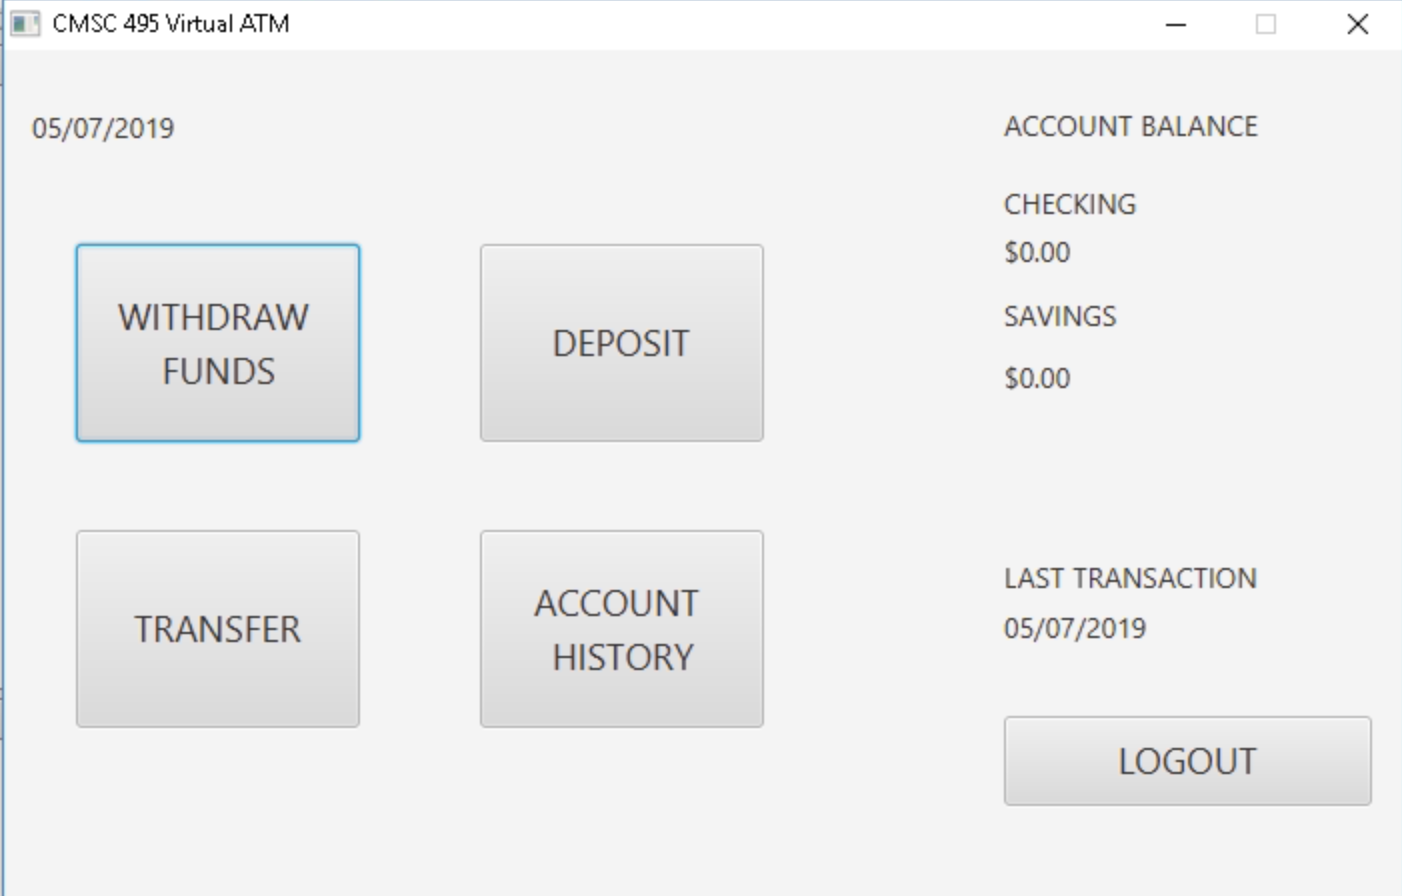 CMSC 495 Virtual ATM
05/07/2019
WITHDRAW
FUNDS
DEPOSIT
TRANSFER
ACCOUNT
HISTORY
ACCOUNT BALANCE
CHECKING
$0.00
SAVINGS
$0.00
LAST TRANSACTION
05/07/2019
LOGOUT